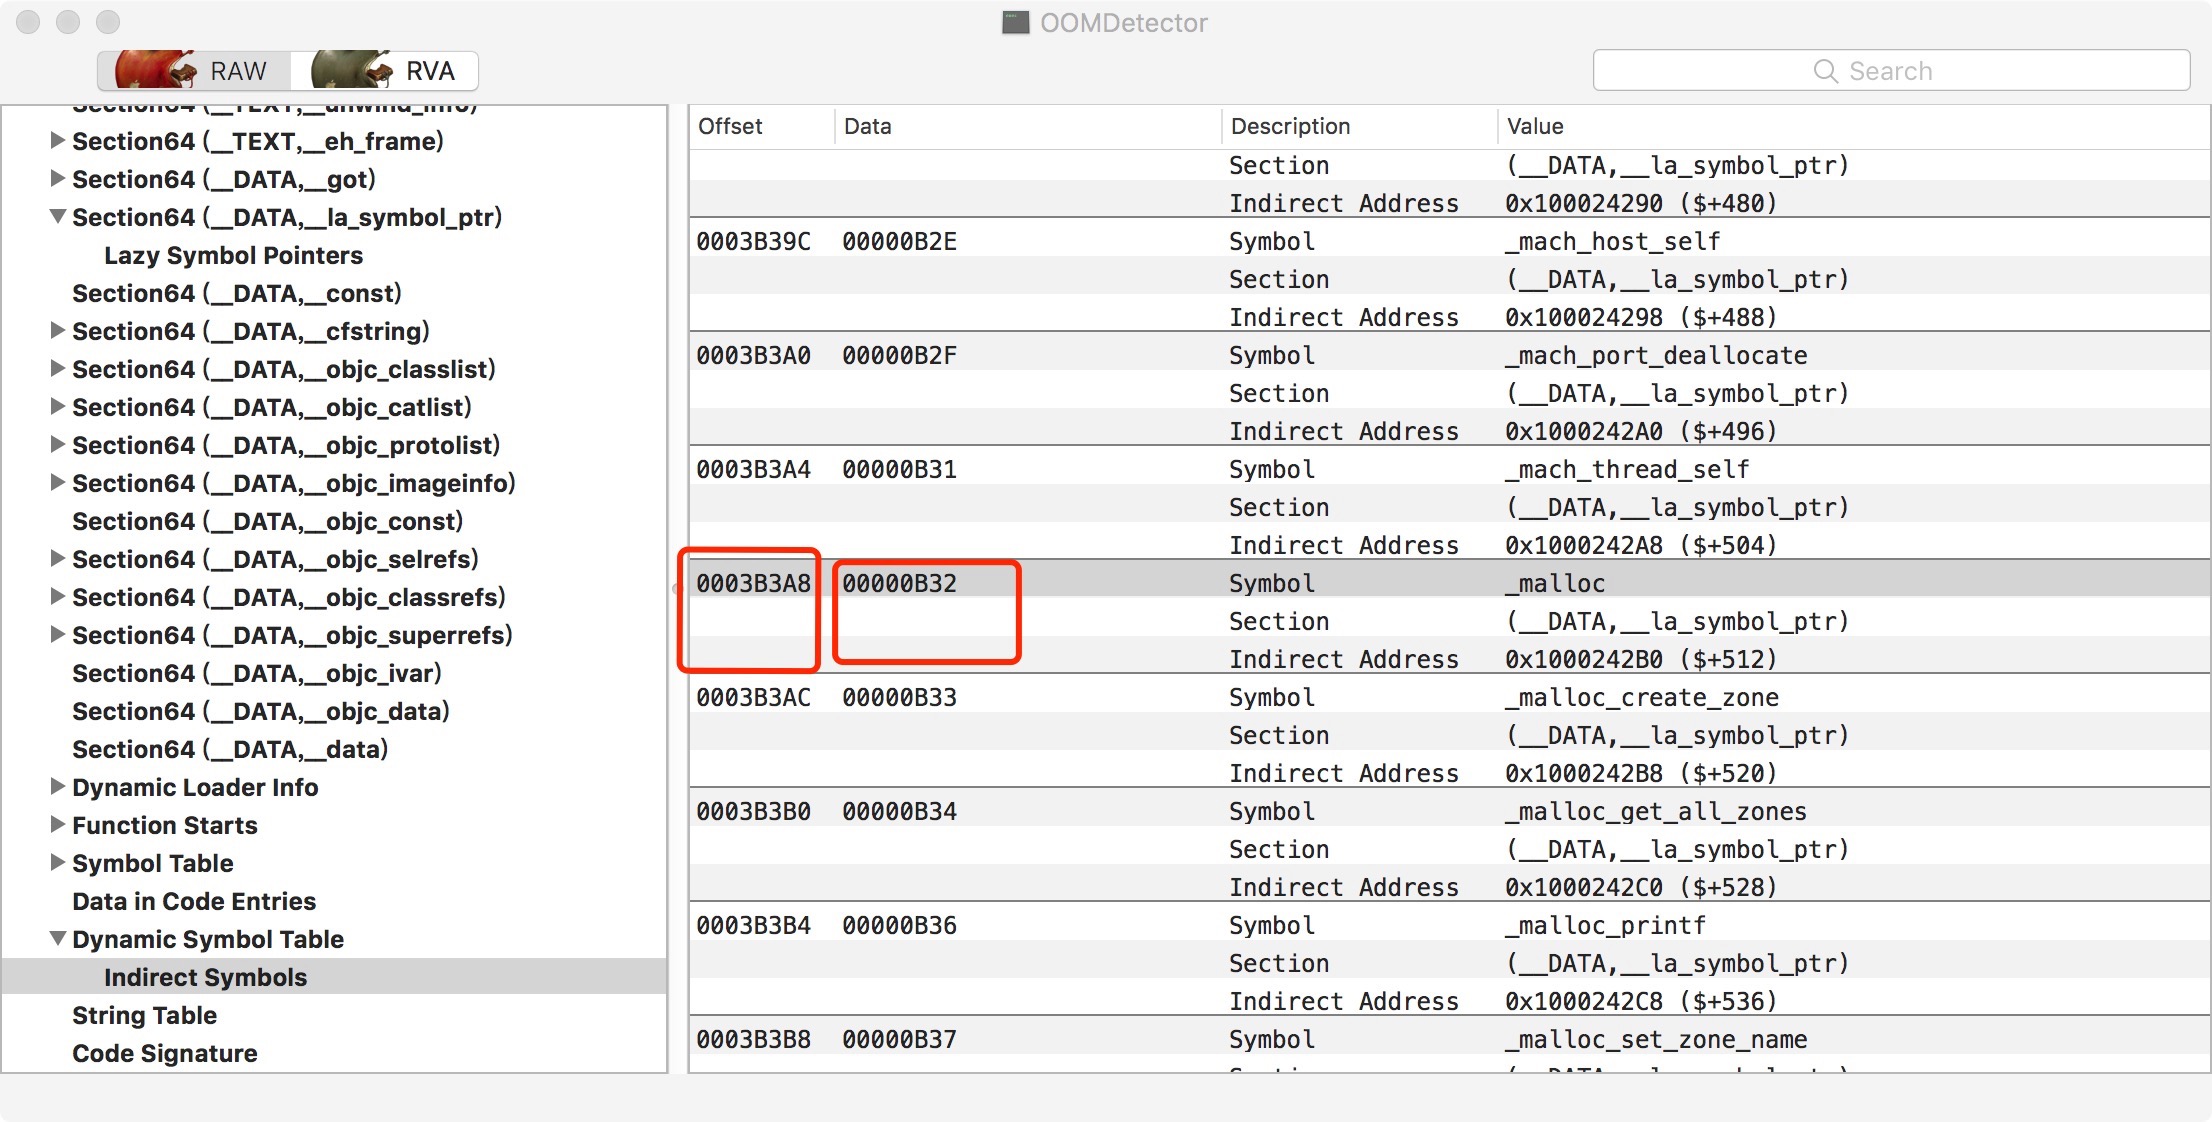 OOMDetector
RAW RVA
Search
Section64 (__TEXT,__unwind_info)
Section64 (__TEXT,__eh_frame)
Section64 (__DATA,__got)
Section64 (__DATA,__la_symbol_ptr)
Lazy Symbol Pointers
Section64 (__DATA,__const)
Section64 (__DATA,__cfstring)
Section64 (__DATA,__objc_classlist)
Section64 (__DATA,__objc_catlist)
Section64 (__DATA,__objc_protolist)
Section64 (__DATA,__objc_imageinfo)
Section64 (__DATA,__objc_const)
Section64 (__DATA,__objc_selrefs)
Section64 (__DATA,__objc_classrefs)
Section64 (__DATA,__objc_superrefs)
Section64 (__DATA,__objc_ivar)
Section64 (__DATA,__objc_data)
Section64 (__DATA,__data)
Dynamic Loader Info
Function Starts
Symbol Table
Data in Code Entries
Dynamic Symbol Table
Indirect Symbols
String Table
Code Signature
Offset Data Description Value
Section (__DATA,__la_symbol_ptr)
Indirect Address 0x100024290 ($+480)
0003B39C 00000B2E Symbol _mach_host_self
Section (__DATA,__la_symbol_ptr)
Indirect Address 0x100024298 ($+488)
0003B3A0 00000B2F Symbol _mach_port_deallocate
Section (__DATA,__la_symbol_ptr)
Indirect Address 0x1000242A0 ($+496)
0003B3A4 00000B31 Symbol _mach_thread_self
Section (__DATA,__la_symbol_ptr)
Indirect Address 0x1000242A8 ($+504)
0003B3A8 00000B32 Symbol _malloc
Section (__DATA,__la_symbol_ptr)
Indirect Address 0x1000242B0 ($+512)
0003B3AC 00000B33 Symbol _malloc_create_zone
Section (__DATA,__la_symbol_ptr)
Indirect Address 0x1000242B8 ($+520)
0003B3B0 00000B34 Symbol _malloc_get_all_zones
Section (__DATA,__la_symbol_ptr)
Indirect Address 0x1000242C0 ($+528)
0003B3B4 00000B36 Symbol _malloc_printf
Section (__DATA,__la_symbol_ptr)
Indirect Address 0x1000242C8 ($+536)
0003B3B8 00000B37 Symbol _malloc_set_zone_name